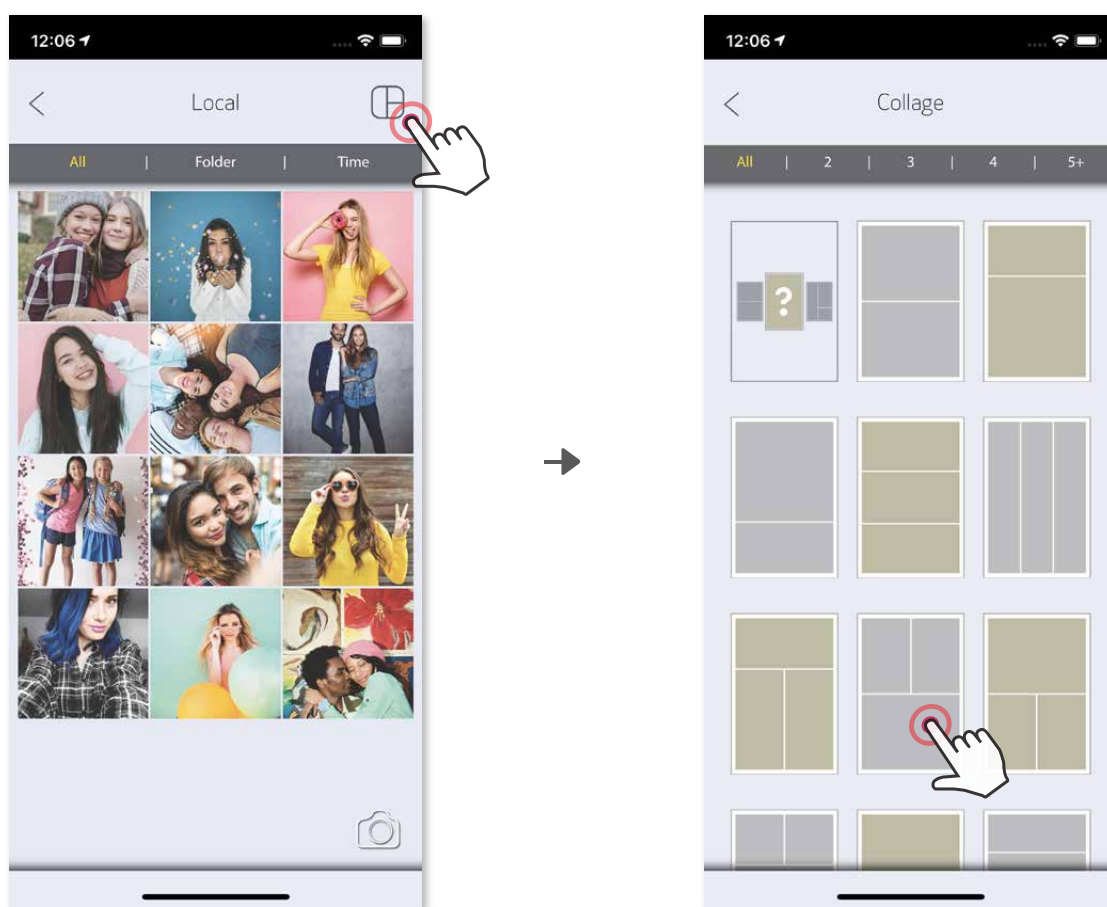 12:06
Local
All | Folder | Time
12:06
Collage
All | 2 | 3 | 4 | 5+
?